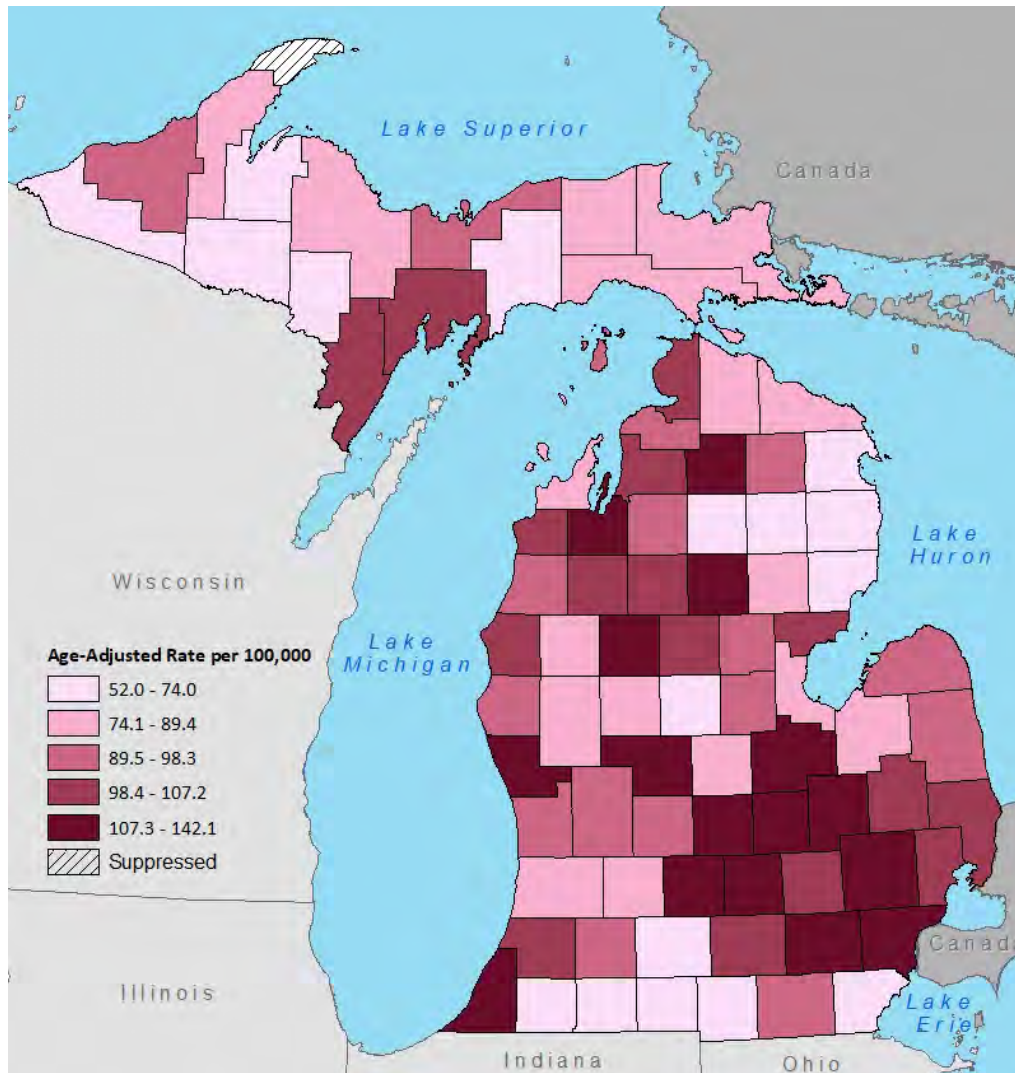 Lake Superior
Canada
Lake
Huron
Wisconsin
Lake
Michigan
Age-Adjusted Rate per 100,000
52.0 - 74.0
74.1 - 89.4
89.5 - 98.3
98.4 - 107.2
107.3 - 142.1
Suppressed
Canada
Illinois
Lake
Erie
Indiana
Ohio